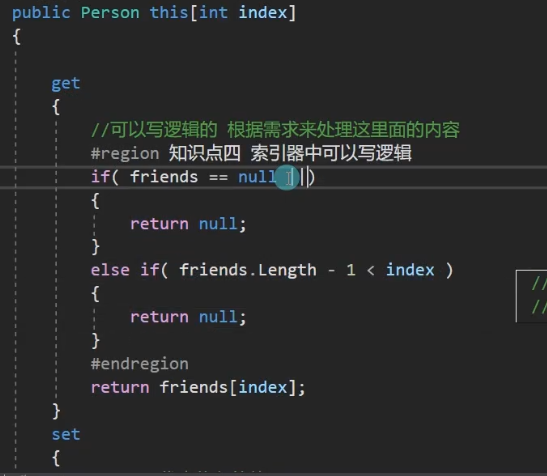 public Person this[int index]
{
get
{
//可以写逻辑的 根据需求来处理这里面的内容
#region 知识点四 索引器中可以写逻辑
if( friends == null ||)
{
return null;
}
else if( friends.Length - 1 < index )
{
return null;
}
#endregion
return friends[index];
}
set
{
//
//